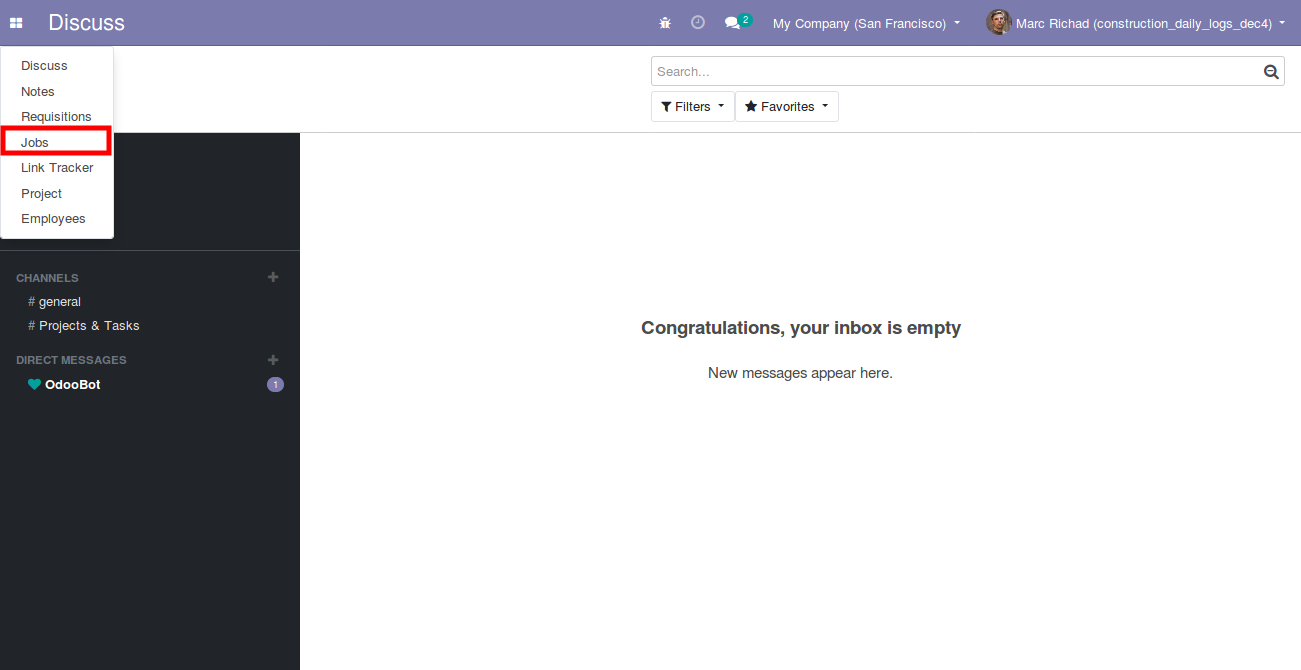 Discuss
2
My Company (San Francisco)
Marc Richad (construction_daily_logs_dec4)
Discuss
Notes
Requisitions
Jobs
Link Tracker
Project
Employees
Search...
Filters
Favorites
CHANNELS
# general
# Projects & Tasks
DIRECT MESSAGES
OdooBot
1
Congratulations, your inbox is empty
New messages appear here.